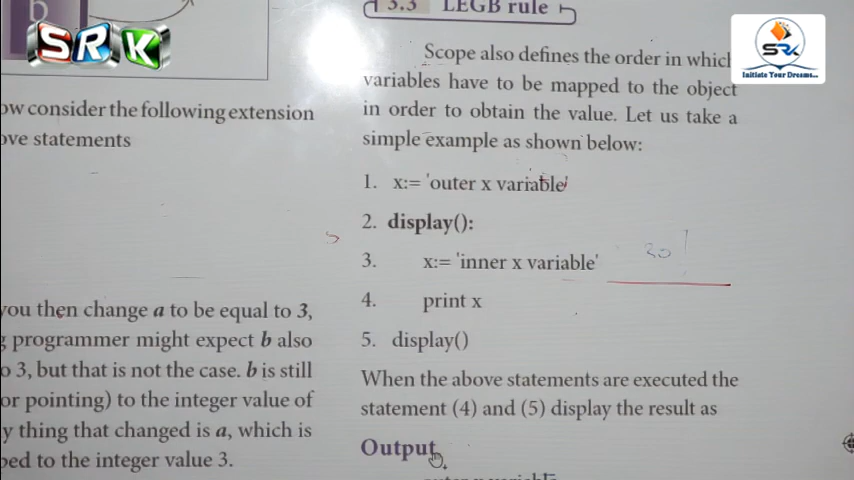 b
SRK
SRK
Initiate Your Dreams...
ow consider the following extension
ove statements
you then change a to be equal to 3,
g programmer might expect b also
o 3, but that is not the case. b is still
or pointing) to the integer value of
y thing that changed is a, which is
ped to the integer value 3.
3.3 LEGB rule
Scope also defines the order in which
variables have to be mapped to the object
in order to obtain the value. Let us take a
simple example as shown below:
1. x:= 'outer x variable'
2. display():
3. x:= 'inner x variable'
20
4. print x
5. display()
When the above statements are executed the
statement (4) and (5) display the result as
Output
outer x variable